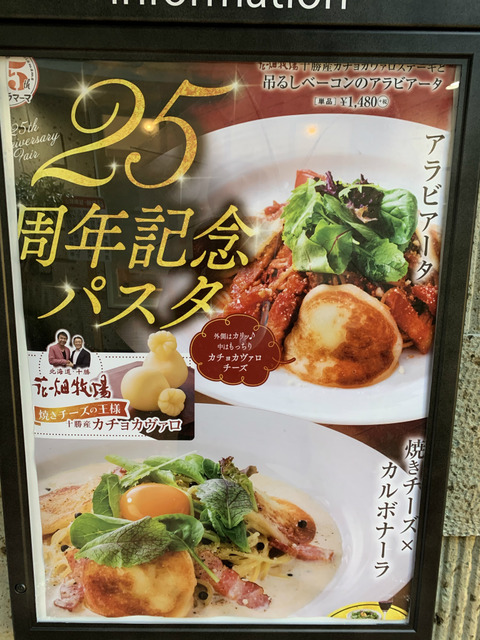 information
25th
Anniversary
Fair
花畑牧場 十勝産カチョカヴァロステーキと
吊るしベーコンのアラビアータ
[単品] ¥1,480+税
25
周年記念
パスタ
アラビアータ
外側はカリッ♪
中はもっちり
カチョカヴァロ
チーズ
北海道・十勝
花畑牧場
焼きチーズの王様
十勝産 カチョカヴァロ
焼きチーズ×
カルボナーラ